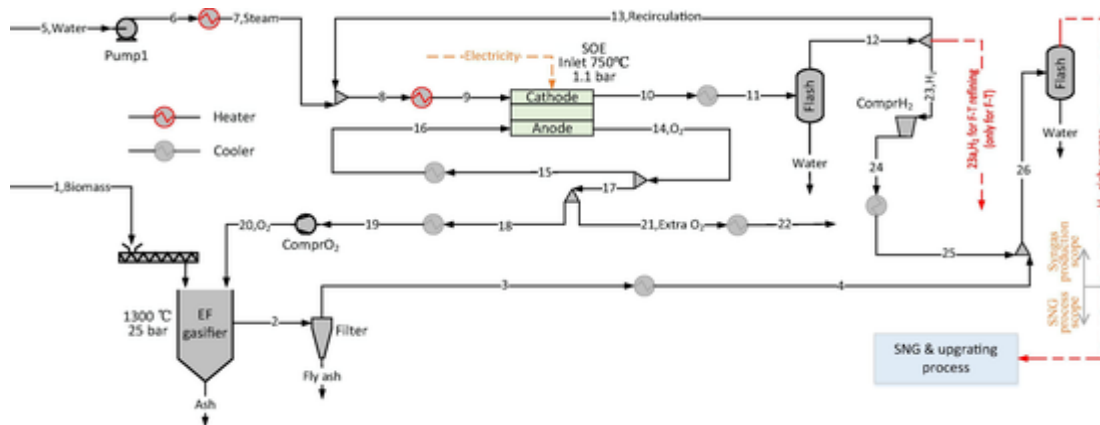 5,Water
6
7,Steam
Pump1
13,Recirculation
Electricity
SOE
Inlet 750℃
1.1 bar
8
9
Cathode
Anode
10
11
Flash
Water
12
23,H₂
23a,H₂ for F-T refining
(only for F-T)
ComprH₂
24
25
26
Flash
Water
Heater
Cooler
16
14,O₂
15
17
1,Biomass
20,O₂
ComprO₂
19
18
21,Extra O₂
22
1300 ℃
25 bar
EF
gasifier
2
Filter
Fly ash
Ash
3
4
Syngas
production
scope
SNG
process
scope
SNG & upgrating
process